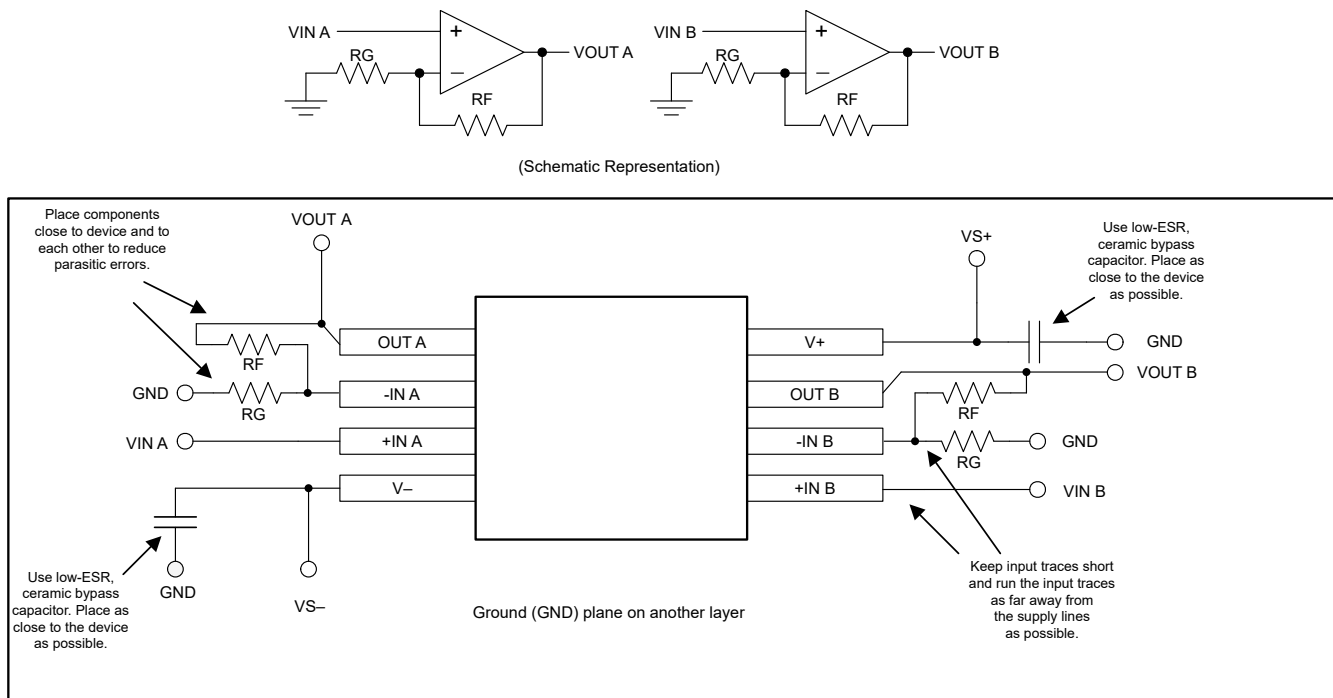 VIN A
RG
+
−
VOUT A
RF
VIN B
RG
+
−
VOUT B
RF
(Schematic Representation)
Place components
close to device and to
each other to reduce
parasitic errors.
VOUT A
VS+
Use low-ESR,
ceramic bypass
capacitor. Place as
close to the device
as possible.
OUT A
V+
GND
RF
VOUT B
GND
-IN A
OUT B
RG
RF
VIN A
+IN A
-IN B
GND
RG
V–
+IN B
VIN B
Use low-ESR,
ceramic bypass
capacitor. Place as
close to the device
as possible.
GND
VS–
Ground (GND) plane on another layer
Keep input traces short
and run the input traces
as far away from
the supply lines
as possible.